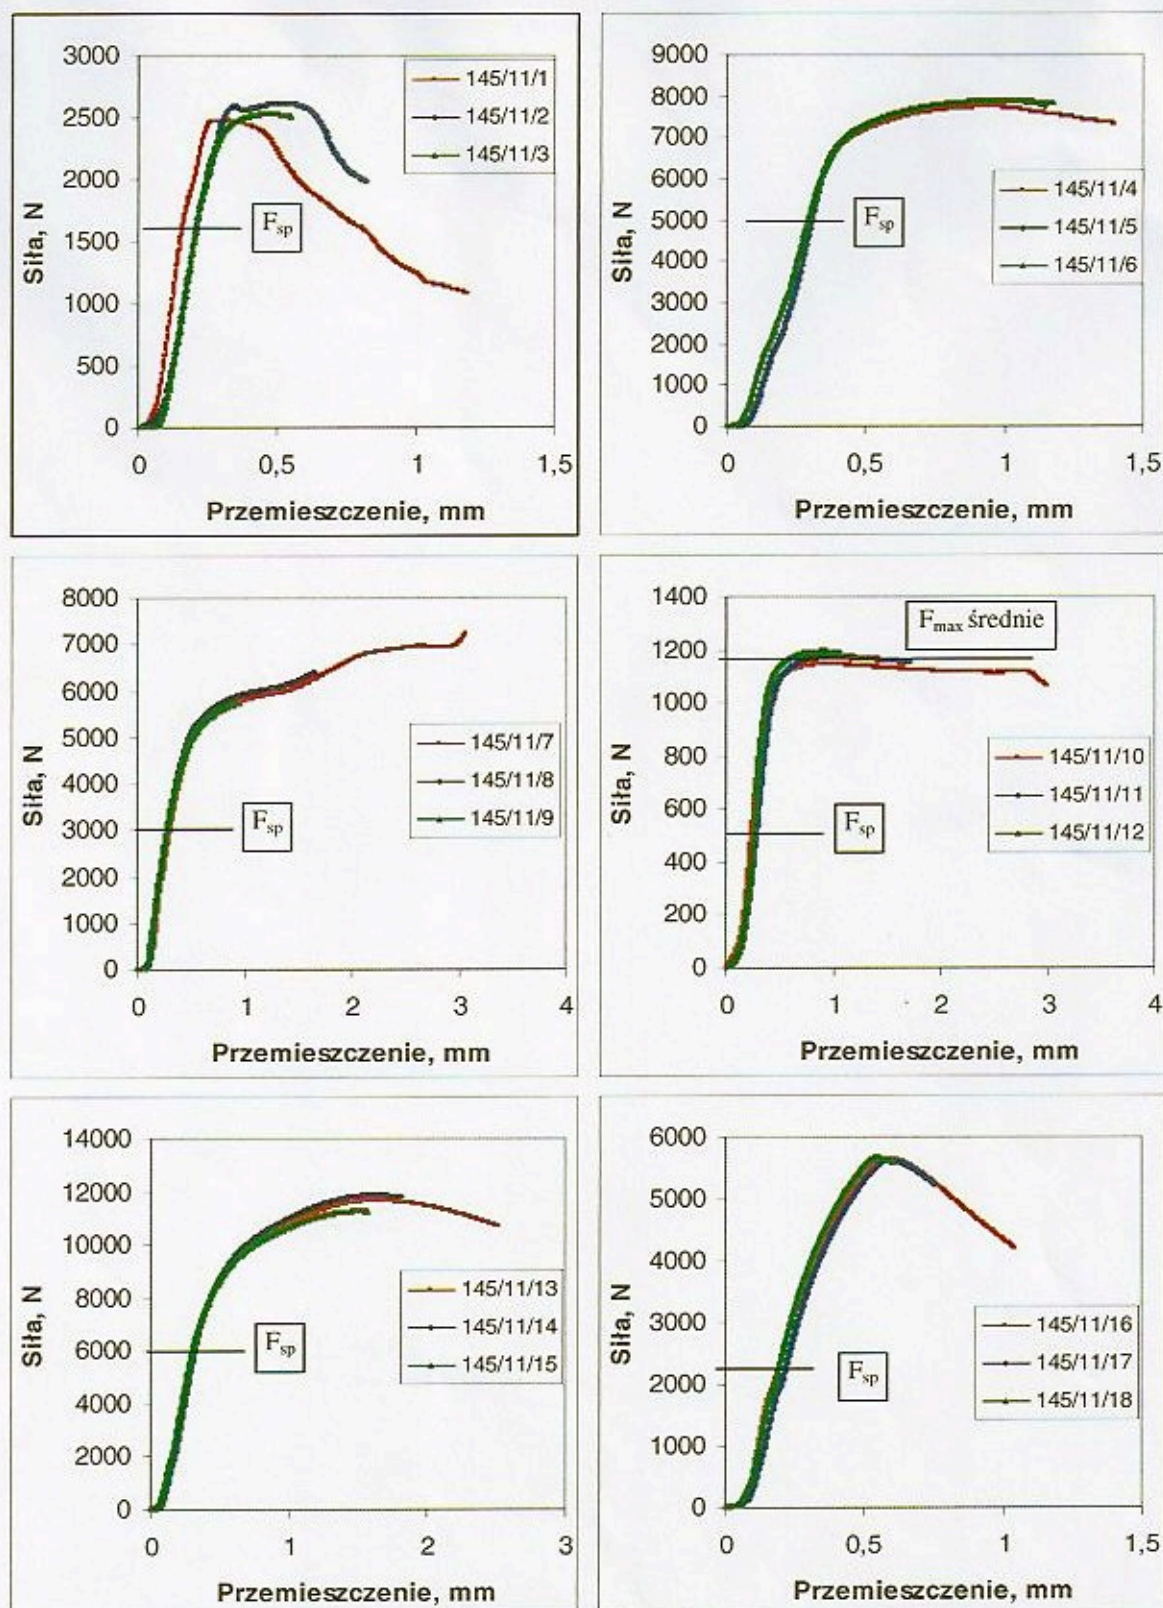 3000
2500
2000
1500
1000
500
0
Siła, N
145/11/1
145/11/2
145/11/3
Fsp
0 0,5 1 1,5
Przemieszczenie, mm
9000
8000
7000
6000
5000
4000
3000
2000
1000
0
Siła, N
145/11/4
145/11/5
145/11/6
Fsp
0 0,5 1 1,5
Przemieszczenie, mm
8000
7000
6000
5000
4000
3000
2000
1000
0
Siła, N
145/11/7
145/11/8
145/11/9
Fsp
0 1 2 3 4
Przemieszczenie, mm
1400
1200
1000
800
600
400
200
0
Siła, N
Fmax średnie
145/11/10
145/11/11
145/11/12
Fsp
0 1 2 3 4
Przemieszczenie, mm
14000
12000
10000
8000
6000
4000
2000
0
Siła, N
145/11/13
145/11/14
145/11/15
Fsp
0 1 2 3
Przemieszczenie, mm
6000
5000
4000
3000
2000
1000
0
Siła, N
145/11/16
145/11/17
145/11/18
Fsp
0 0,5 1 1,5
Przemieszczenie, mm